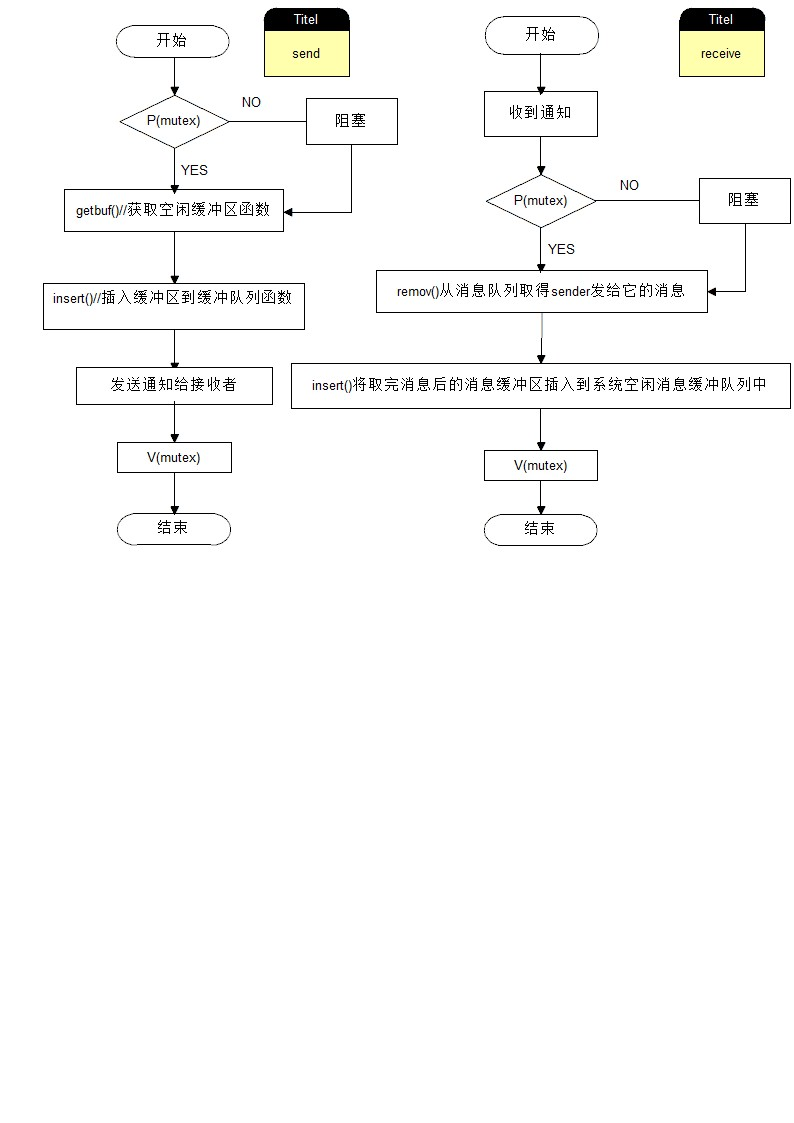 开始
Titel
send
P(mutex)
NO
阻塞
YES
getbuf()//获取空闲缓冲区函数
insert()//插入缓冲区到缓冲队列函数
发送通知给接收者
V(mutex)
结束
开始
Titel
receive
收到通知
P(mutex)
NO
阻塞
YES
remov()从消息队列取得sender发给它的消息
insert()将取完消息后的消息缓冲区插入到系统空闲消息缓冲队列中
V(mutex)
结束